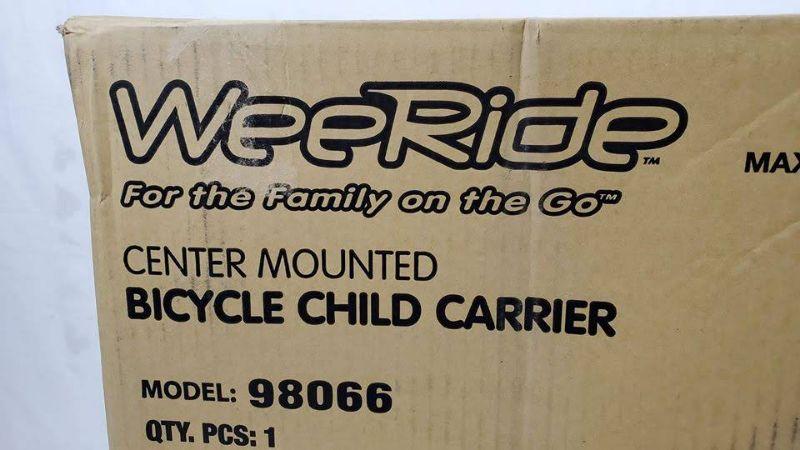 WeeRide™
For the Family on the Go™
MAX
CENTER MOUNTED
BICYCLE CHILD CARRIER
MODEL: 98066
QTY. PCS: 1